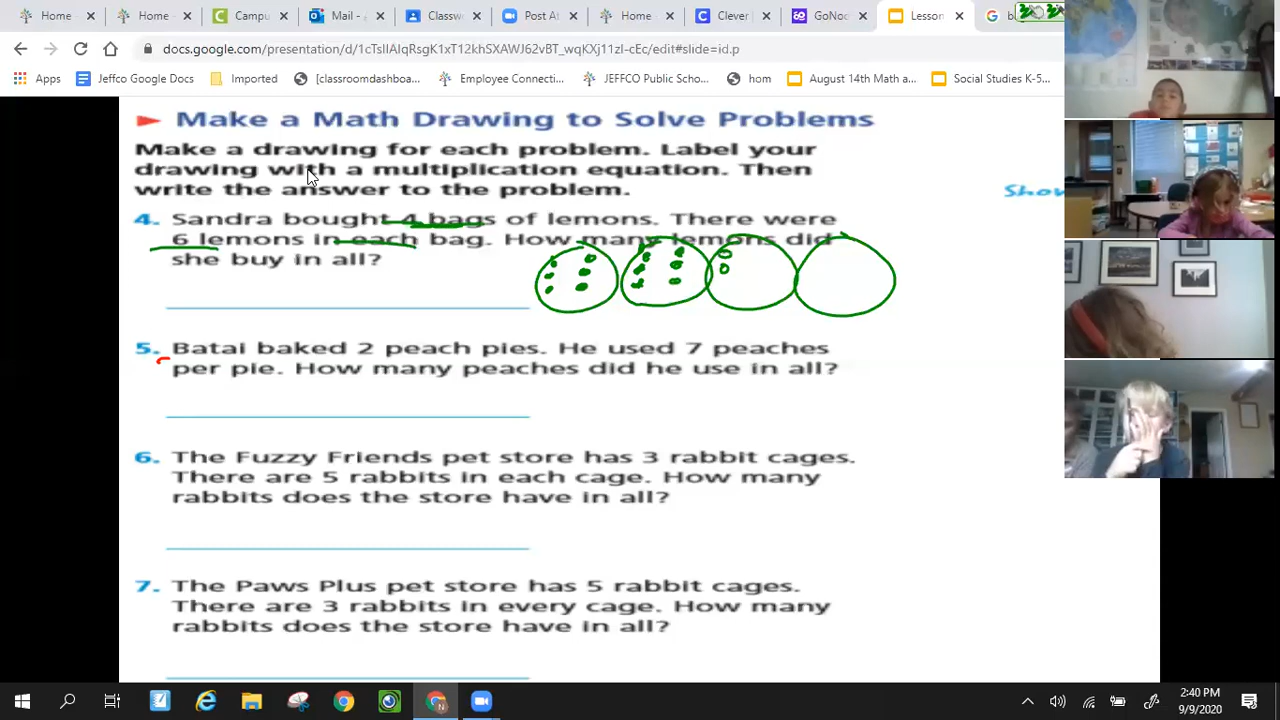 Home - Home - Campu Mail - A Classw Post At Home - Clever GoNoo Lesson b
docs.google.com/presentation/d/1cTsIIAIqRsgK1xT12khSXAWJ62vBT_wqKXj11zl-cEc/edit#slide=id.p
Apps Jeffco Google Docs Imported [classroomdashboa... Employee Connecti... JEFFCO Public Scho... hom August 14th Math a... Social Studies K-5...
Make a Math Drawing to Solve Problems
Make a drawing for each problem. Label your
drawing with a multiplication equation. Then
write the answer to the problem.
Show
4. Sandra bought 4 bags of lemons. There were
6 lemons in each bag. How many lemons did
she buy in all?
5. Batai baked 2 peach pies. He used 7 peaches
per pie. How many peaches did he use in all?
6. The Fuzzy Friends pet store has 3 rabbit cages.
There are 5 rabbits in each cage. How many
rabbits does the store have in all?
7. The Paws Plus pet store has 5 rabbit cages.
There are 3 rabbits in every cage. How many
rabbits does the store have in all?
2:40 PM
9/9/2020